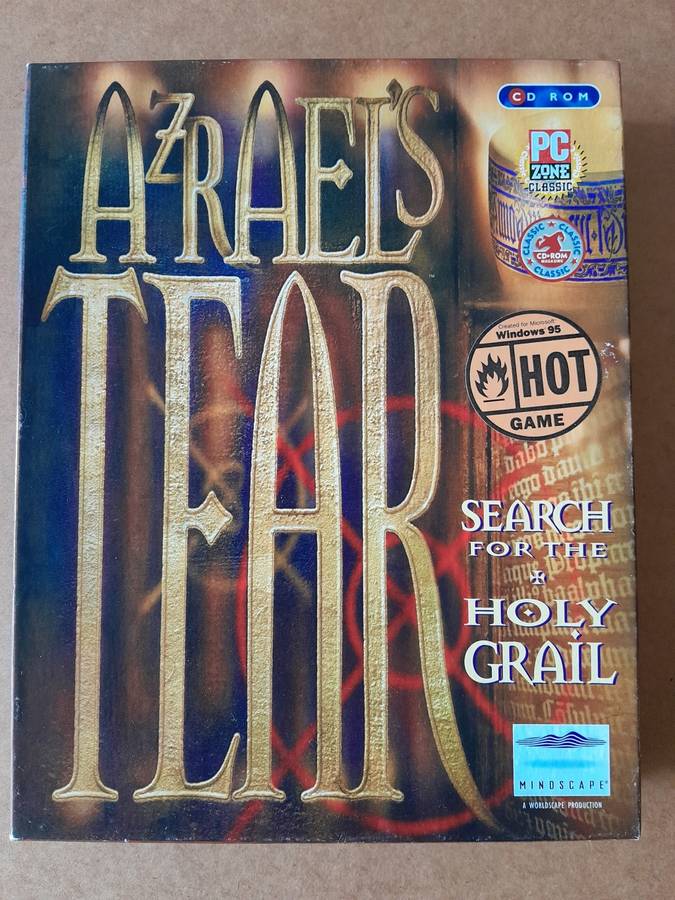 AZRAEL'S
TEAR
CD ROM
PC
ZONE
CLASSIC
CLASSIC CLASSIC
CD-ROM
MAGAZINE
CLASSIC
Created for Microsoft
Windows 95
HOT
GAME
SEARCH
FOR THE
HOLY
GRAIL
MINDSCAPE
A WORLDSCAPE PRODUCTION